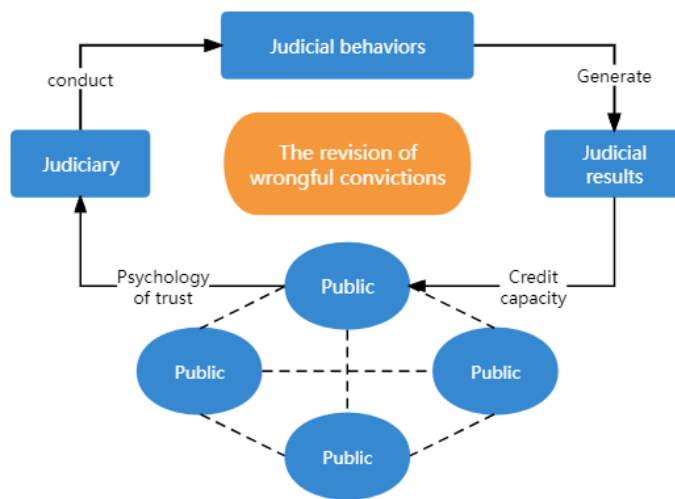 Judicial behaviors
conduct
Generate
The revision of
wrongful convictions
Judiciary
Judicial
results
Psychology
of trust
Public
Credit
capacity
Public
Public
Public